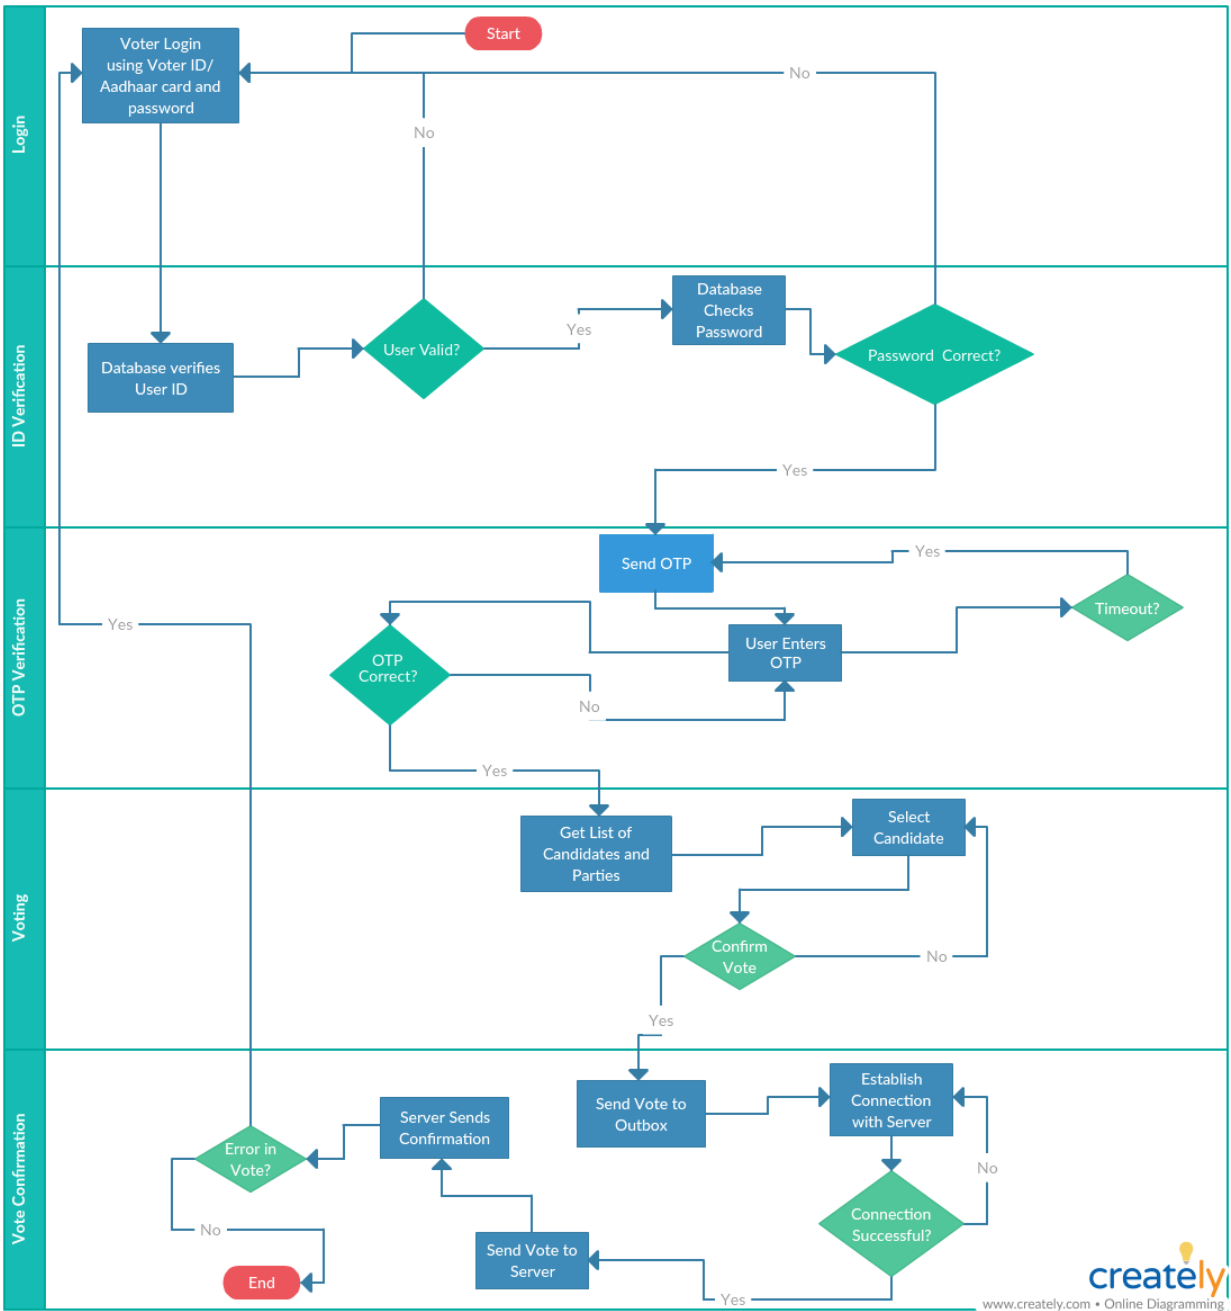 Login
Start
Voter Login
using Voter ID/
Aadhaar card and
password
No
No
ID Verification
Database verifies
User ID
User Valid?
Yes
Database
Checks
Password
Password Correct?
Yes
OTP Verification
Send OTP
Yes
Timeout?
User Enters
OTP
OTP
Correct?
No
Yes
Yes
Voting
Get List of
Candidates and
Parties
Select
Candidate
Confirm
Vote
No
Yes
Vote Confirmation
Send Vote to
Outbox
Establish
Connection
with Server
No
Connection
Successful?
Yes
Send Vote to
Server
Server Sends
Confirmation
Error in
Vote?
No
End
creately
www.creately.com • Online Diagramming